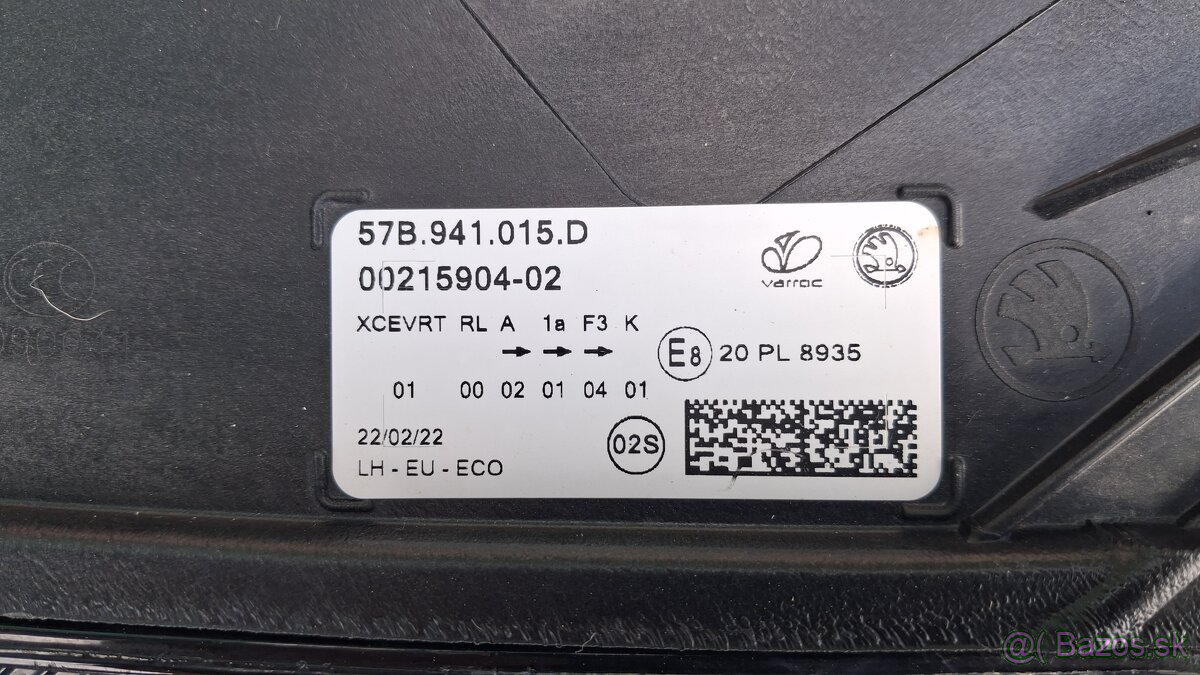 57B.941.015.D
00215904-02
varroc
XCEVRT RL A 1a F3 K
E8 20 PL 8935
01 00 02 01 04 01
22/02/22
02S
LH - EU - ECO
@( Bazos.sk